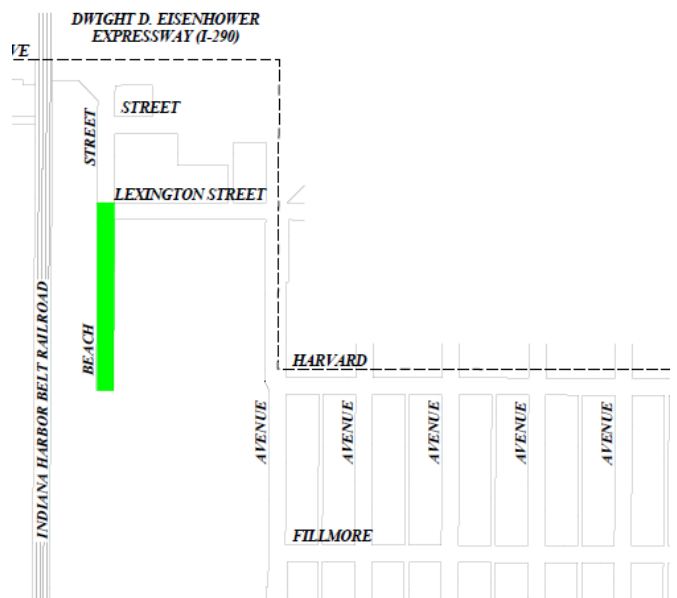 DWIGHT D. EISENHOWER
EXPRESSWAY (I-290)
VE
STREET
STREET
LEXINGTON STREET
BEACH
INDIANA HARBOR BELT RAILROAD
HARVARD
AVENUE
AVENUE
AVENUE
AVENUE
AVENUE
FILLMORE